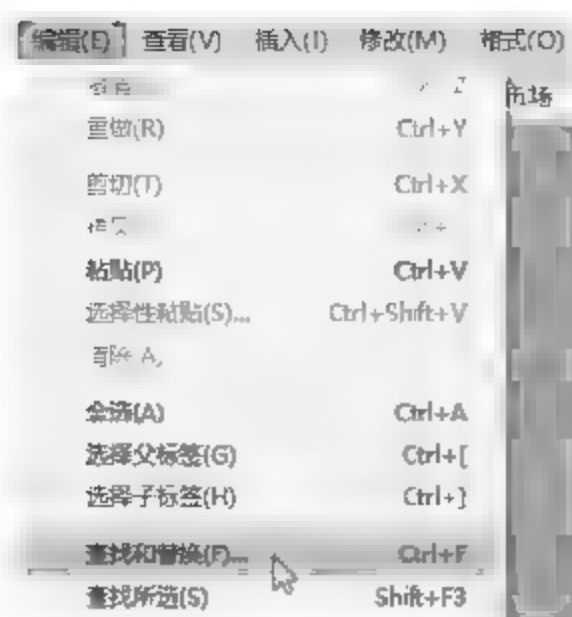 编辑(E) 查看(V) 插入(I) 修改(M) 格式(O)
重做(R) Ctrl+Y
剪切(T) Ctrl+X
粘贴(P) Ctrl+V
选择性粘贴(S)... Ctrl+Shift+V
全选(A) Ctrl+A
选择父标签(G) Ctrl+[
选择子标签(H) Ctrl+]
查找和替换(F)... Ctrl+F
查找所选(S) Shift+F3